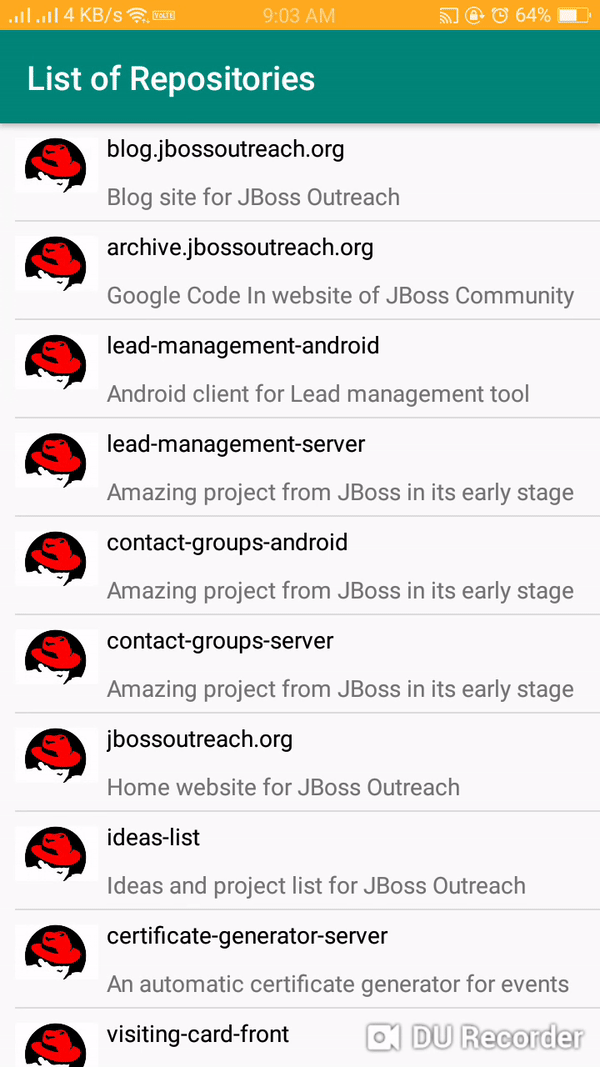 4 KB/s VoLTE 9:03 AM 64%
List of Repositories
blog.jbossoutreach.org
Blog site for JBoss Outreach
archive.jbossoutreach.org
Google Code In website of JBoss Community
lead-management-android
Android client for Lead management tool
lead-management-server
Amazing project from JBoss in its early stage
contact-groups-android
Amazing project from JBoss in its early stage
contact-groups-server
Amazing project from JBoss in its early stage
jbossoutreach.org
Home website for JBoss Outreach
ideas-list
Ideas and project list for JBoss Outreach
certificate-generator-server
An automatic certificate generator for events
visiting-card-front
DU Recorder